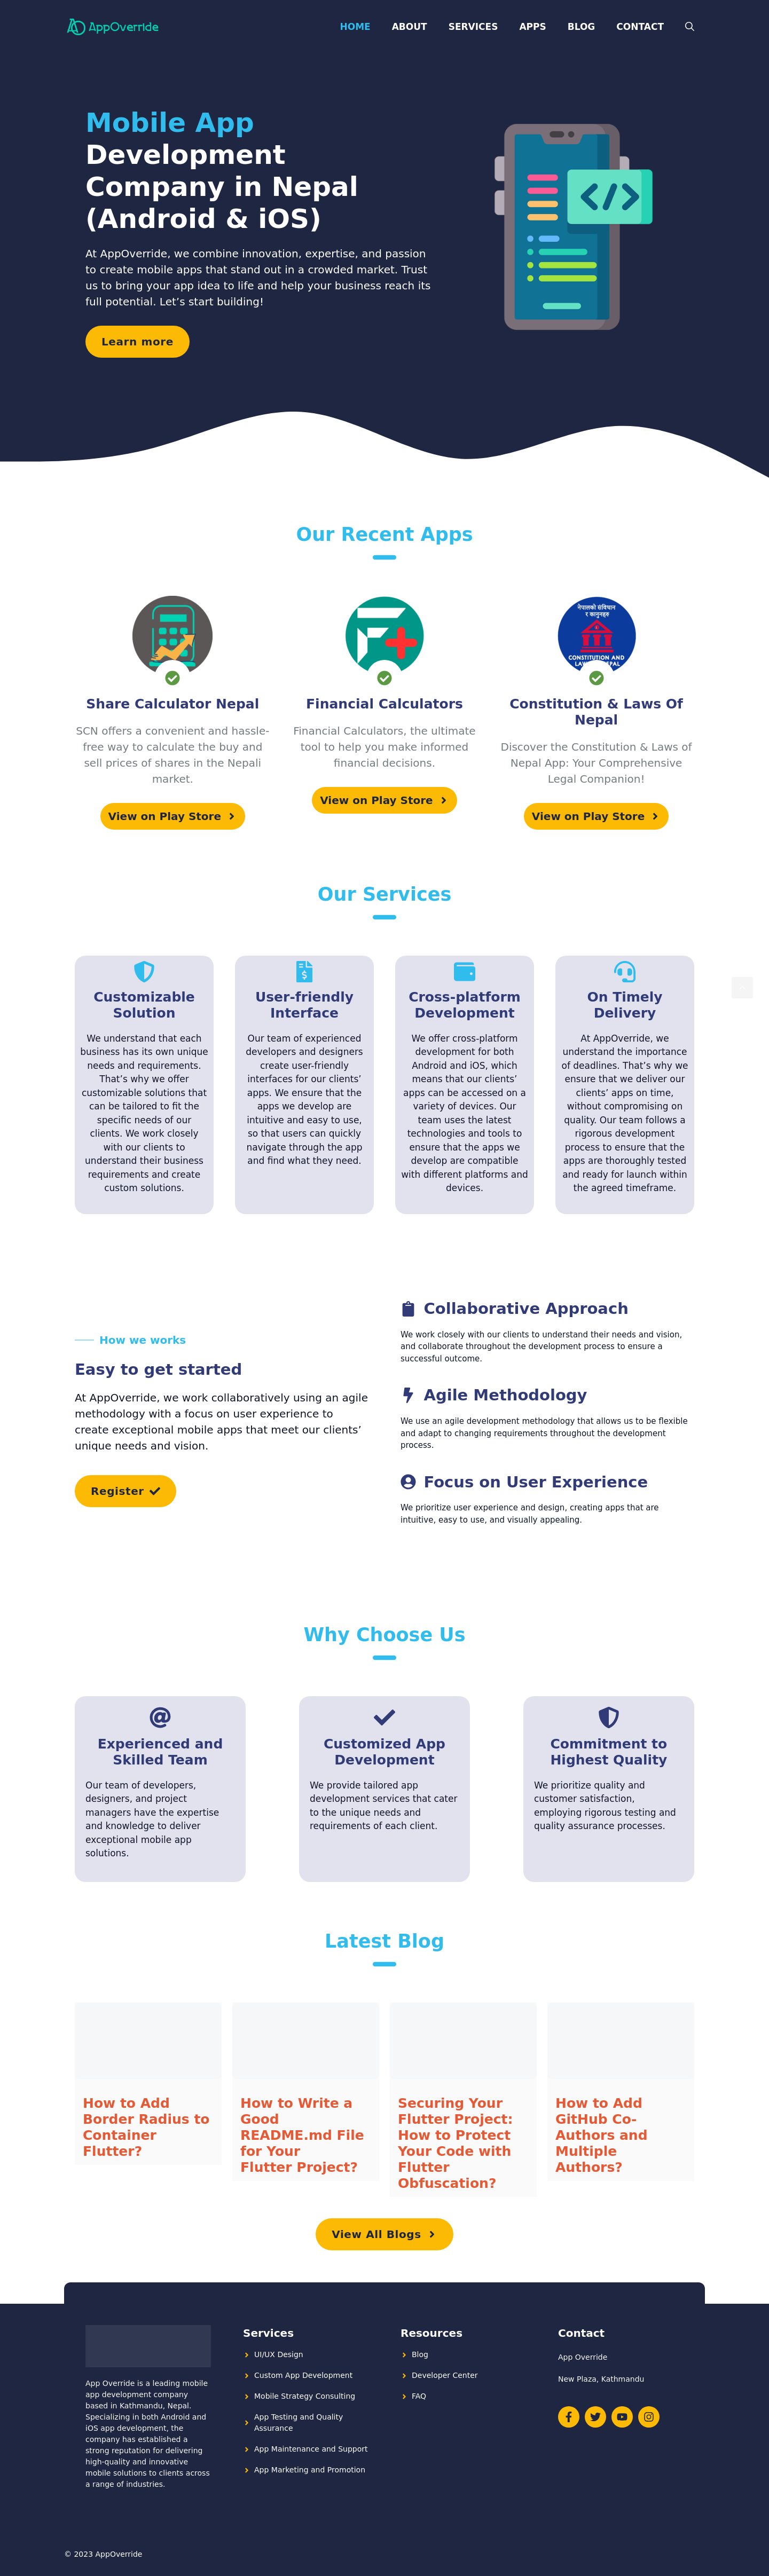 AppOverride
HOME ABOUT SERVICES APPS BLOG CONTACT
Mobile App
Development
Company in Nepal
(Android & iOS)
At AppOverride, we combine innovation, expertise, and passion
to create mobile apps that stand out in a crowded market. Trust
us to bring your app idea to life and help your business reach its
full potential. Let’s start building!
Learn more
</>
Our Recent Apps
Share Calculator Nepal
SCN offers a convenient and hassle-
free way to calculate the buy and
sell prices of shares in the Nepali
market.
View on Play Store
Financial Calculators
Financial Calculators, the ultimate
tool to help you make informed
financial decisions.
View on Play Store
नेपालको संविधान
र कानूनहरु
CONSTITUTION AND
Constitution & Laws Of
Nepal
Discover the Constitution & Laws of
Nepal App: Your Comprehensive
Legal Companion!
View on Play Store
Our Services
Customizable
Solution
We understand that each
business has its own unique
needs and requirements.
That’s why we offer
customizable solutions that
can be tailored to fit the
specific needs of our
clients. We work closely
with our clients to
understand their business
requirements and create
custom solutions.
User-friendly
Interface
Our team of experienced
developers and designers
create user-friendly
interfaces for our clients’
apps. We ensure that the
apps we develop are
intuitive and easy to use,
so that users can quickly
navigate through the app
and find what they need.
Cross-platform
Development
We offer cross-platform
development for both
Android and iOS, which
means that our clients’
apps can be accessed on a
variety of devices. Our
team uses the latest
technologies and tools to
ensure that the apps we
develop are compatible
with different platforms and
devices.
On Timely
Delivery
At AppOverride, we
understand the importance
of deadlines. That’s why we
ensure that we deliver our
clients’ apps on time,
without compromising on
quality. Our team follows a
rigorous development
process to ensure that the
apps are thoroughly tested
and ready for launch within
the agreed timeframe.
How we works
Easy to get started
At AppOverride, we work collaboratively using an agile
methodology with a focus on user experience to
create exceptional mobile apps that meet our clients’
unique needs and vision.
Register
Collaborative Approach
We work closely with our clients to understand their needs and vision,
and collaborate throughout the development process to ensure a
successful outcome.
Agile Methodology
We use an agile development methodology that allows us to be flexible
and adapt to changing requirements throughout the development
process.
Focus on User Experience
We prioritize user experience and design, creating apps that are
intuitive, easy to use, and visually appealing.
Why Choose Us
Experienced and
Skilled Team
Our team of developers,
designers, and project
managers have the expertise
and knowledge to deliver
exceptional mobile app
solutions.
Customized App
Development
We provide tailored app
development services that cater
to the unique needs and
requirements of each client.
Commitment to
Highest Quality
We prioritize quality and
customer satisfaction,
employing rigorous testing and
quality assurance processes.
Latest Blog
How to Add
Border Radius to
Container
Flutter?
How to Write a
Good
README.md File
for Your
Flutter Project?
Securing Your
Flutter Project:
How to Protect
Your Code with
Flutter
Obfuscation?
How to Add
GitHub Co-
Authors and
Multiple
Authors?
View All Blogs
App Override is a leading mobile
app development company
based in Kathmandu, Nepal.
Specializing in both Android and
iOS app development, the
company has established a
strong reputation for delivering
high-quality and innovative
mobile solutions to clients across
a range of industries.
Services
UI/UX Design
Custom App Development
Mobile Strategy Consulting
App Testing and Quality
Assurance
App Maintenance and Support
App Marketing and Promotion
Resources
Blog
Developer Center
FAQ
Contact
App Override
New Plaza, Kathmandu
© 2023 AppOverride